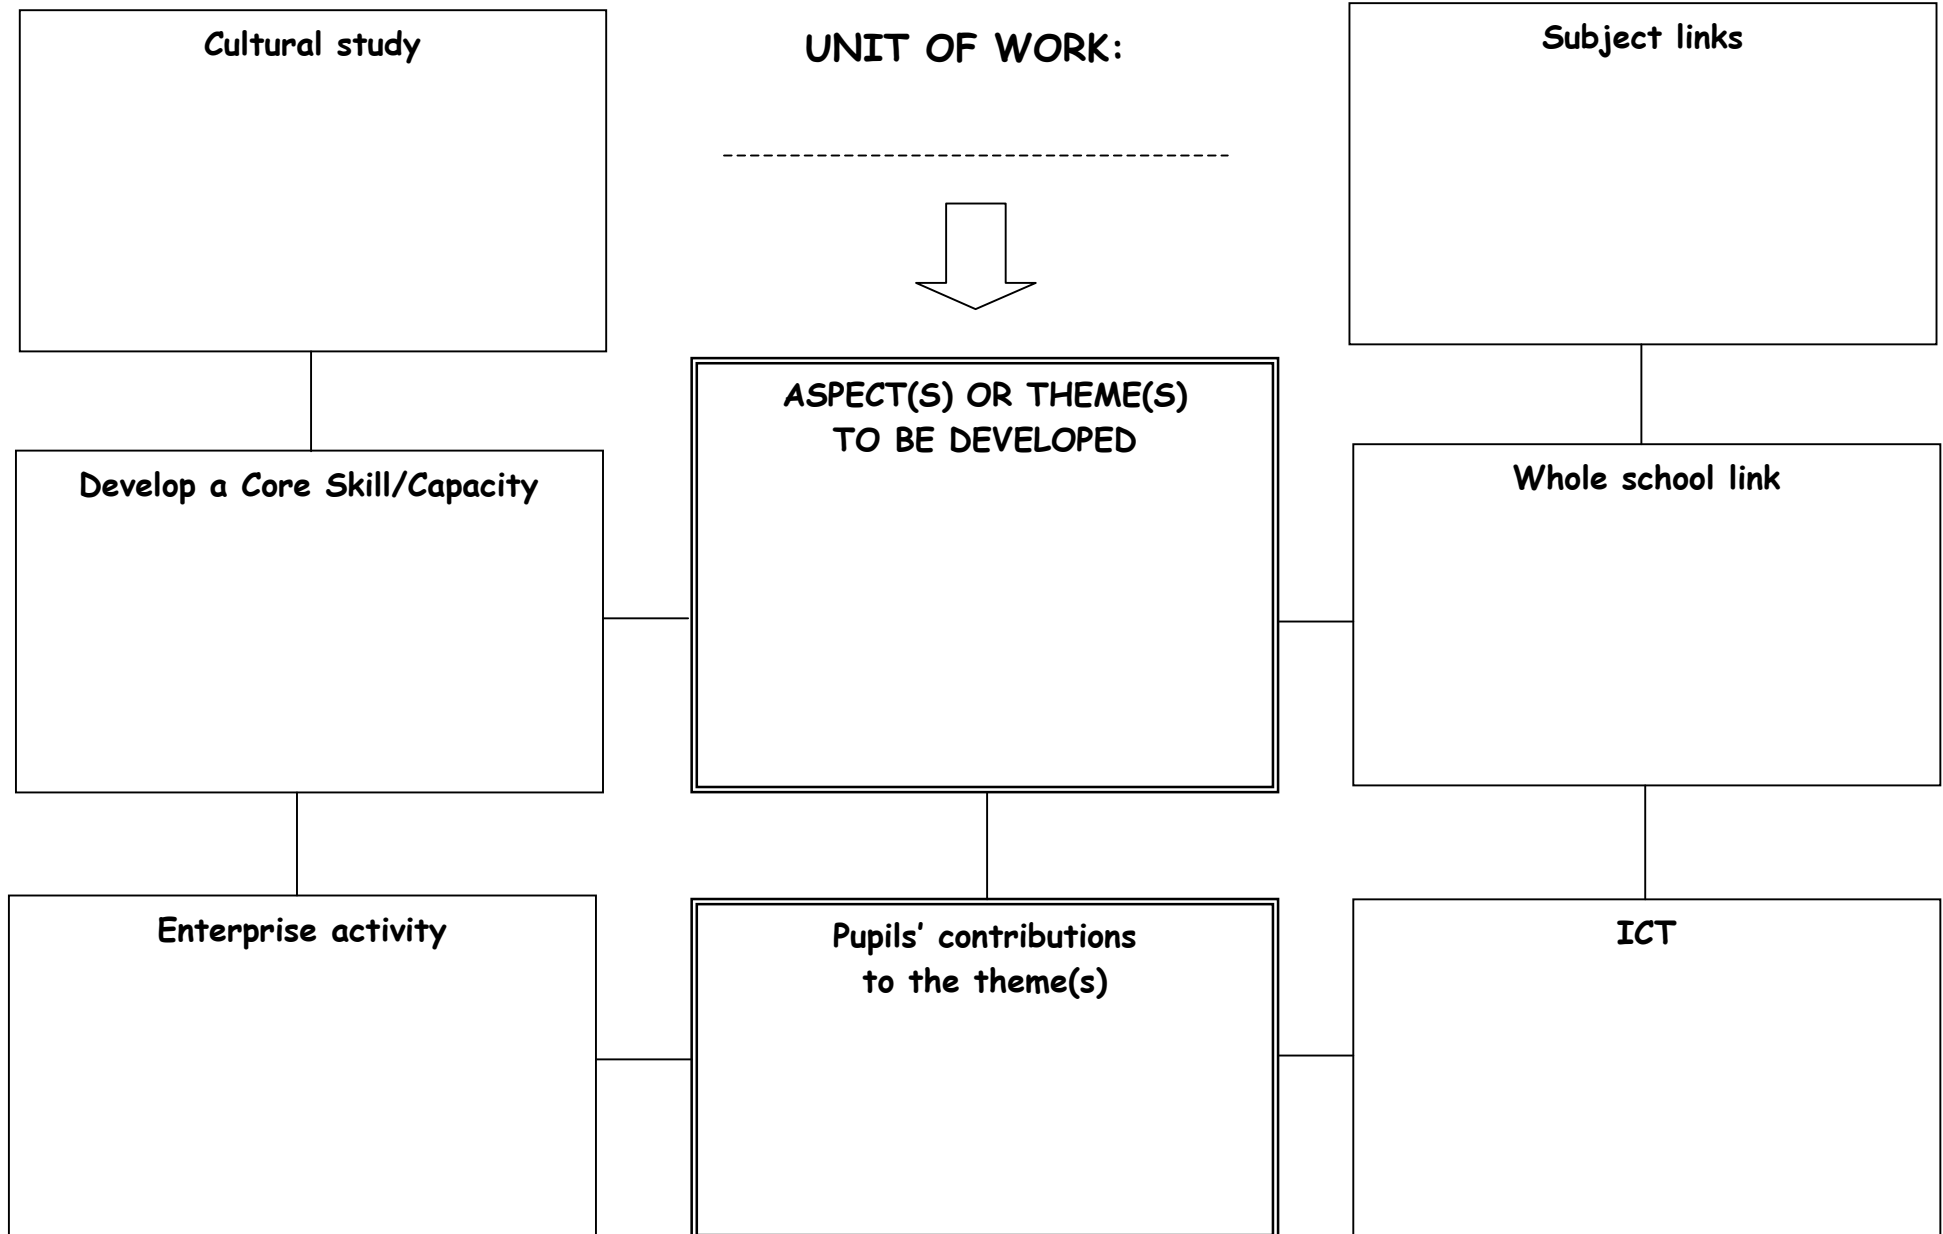 Cultural study
UNIT OF WORK:
Subject links
ASPECT(S) OR THEME(S)
TO BE DEVELOPED
Develop a Core Skill/Capacity
Whole school link
Enterprise activity
Pupils’ contributions
to the theme(s)
ICT